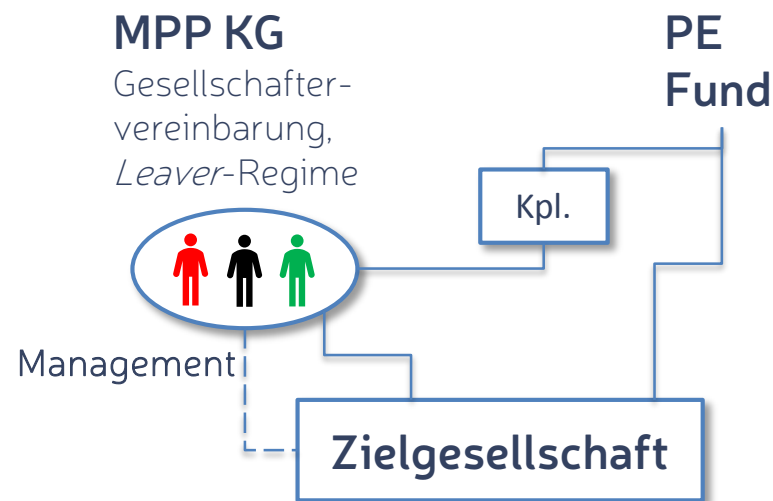 MPP KG
Gesellschafter-
vereinbarung,
Leaver-Regime
PE
Fund
Kpl.
Management
Zielgesellschaft